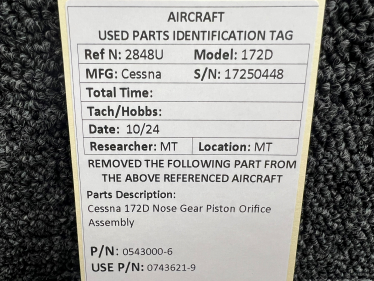 AIRCRAFT
USED PARTS IDENTIFICATION TAG
Ref N: 2848U Model: 172D
MFG: Cessna S/N: 17250448
Total Time:
Tach/Hobbs:
Date: 10/24
Researcher: MT Location: MT
REMOVED THE FOLLOWING PART FROM
THE ABOVE REFERENCED AIRCRAFT
Parts Description:
Cessna 172D Nose Gear Piston Orifice
Assembly
P/N: 0543000-6
USE P/N: 0743621-9